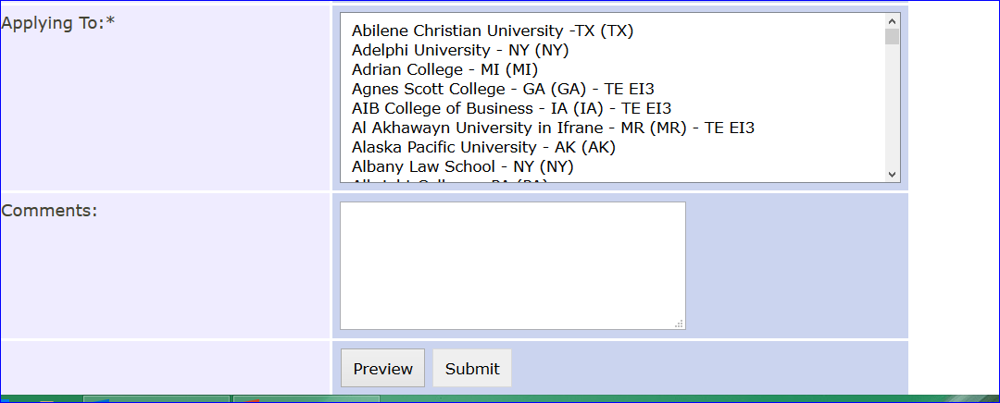 Applying To:*
Abilene Christian University -TX (TX)
Adelphi University - NY (NY)
Adrian College - MI (MI)
Agnes Scott College - GA (GA) - TE EI3
AIB College of Business - IA (IA) - TE EI3
Al Akhawayn University in Ifrane - MR (MR) - TE EI3
Alaska Pacific University - AK (AK)
Albany Law School - NY (NY)
Comments:
Preview Submit